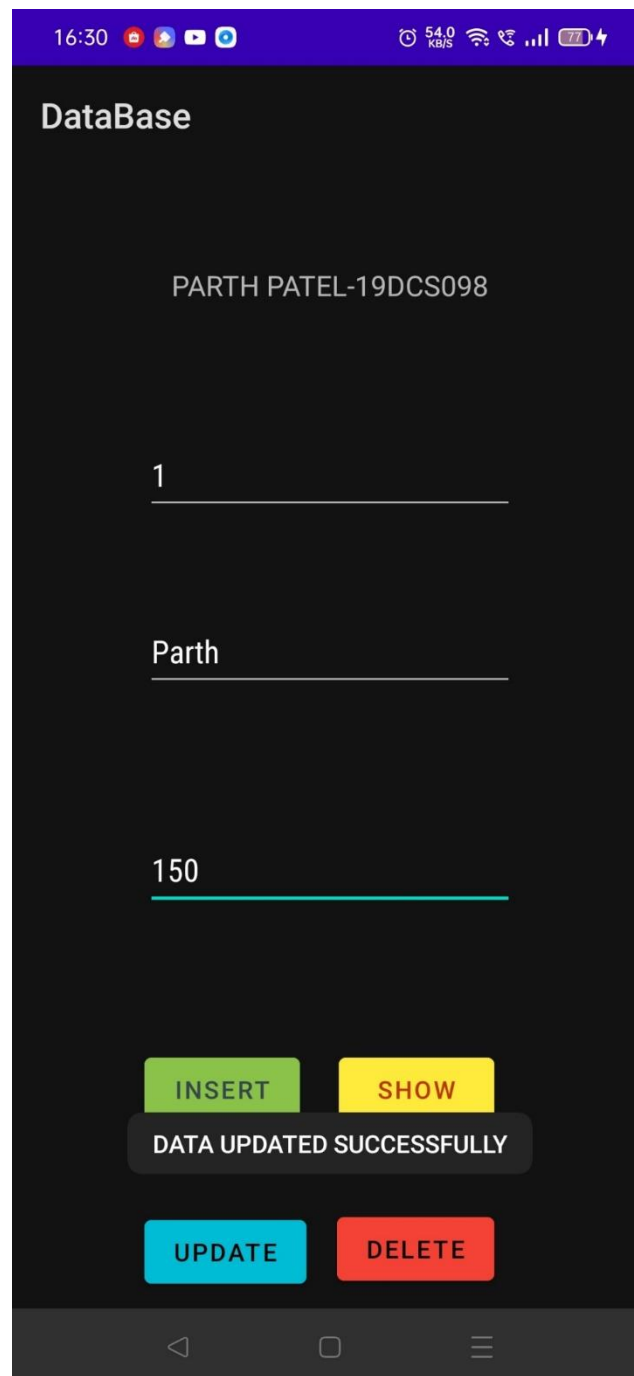 16:30 54.0 KB/S 77
DataBase
PARTH PATEL-19DCS098
1
Parth
150
INSERT SHOW
DATA UPDATED SUCCESSFULLY
UPDATE DELETE